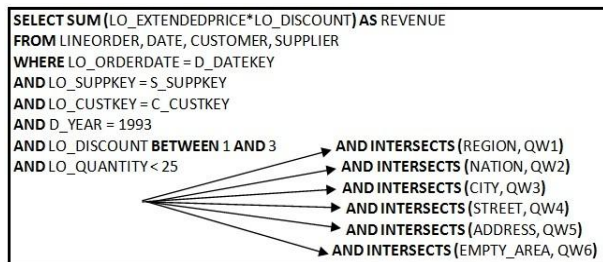 SELECT SUM (LO_EXTENDEDPRICE*LO_DISCOUNT) AS REVENUE
FROM LINEORDER, DATE, CUSTOMER, SUPPLIER
WHERE LO_ORDERDATE = D_DATEKEY
AND LO_SUPPKEY = S_SUPPKEY
AND LO_CUSTKEY = C_CUSTKEY
AND D_YEAR = 1993
AND LO_DISCOUNT BETWEEN 1 AND 3
AND LO_QUANTITY < 25
AND INTERSECTS (REGION, QW1)
AND INTERSECTS (NATION, QW2)
AND INTERSECTS (CITY, QW3)
AND INTERSECTS (STREET, QW4)
AND INTERSECTS (ADDRESS, QW5)
AND INTERSECTS (EMPTY_AREA, QW6)